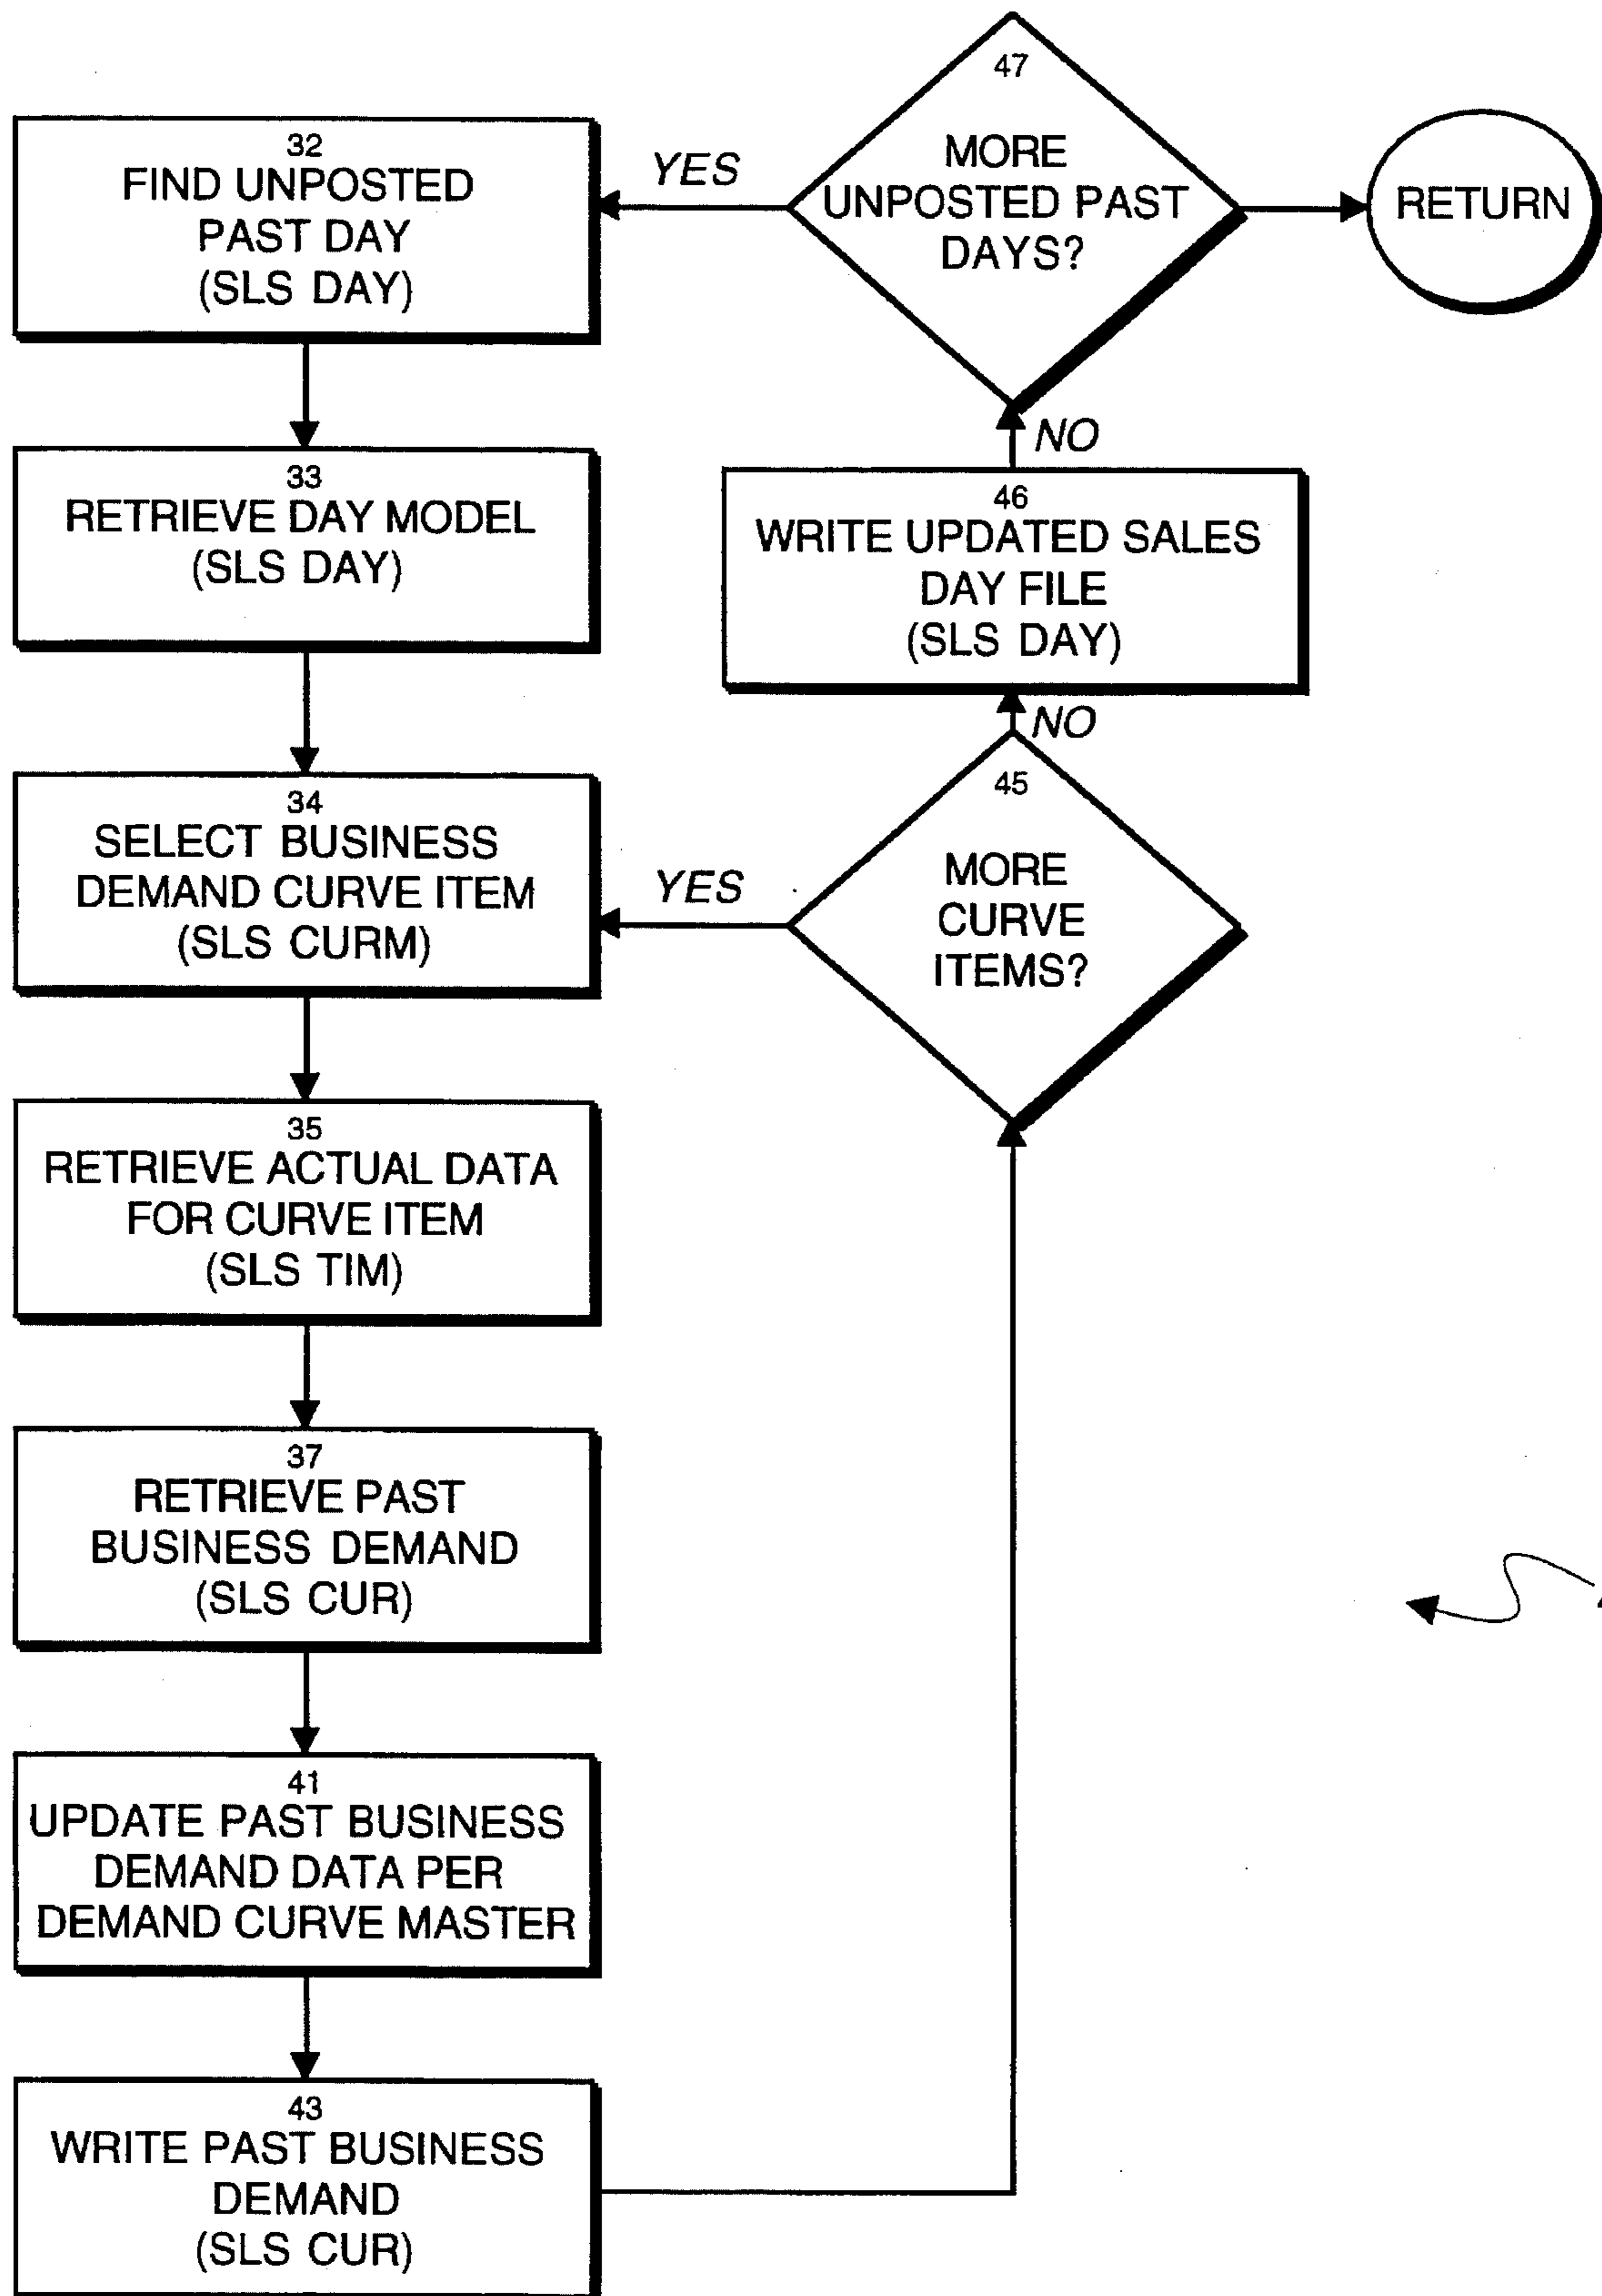 32
FIND UNPOSTED
PAST DAY
(SLS DAY)
YES
47
MORE
UNPOSTED PAST
DAYS?
RETURN
33
RETRIEVE DAY MODEL
(SLS DAY)
NO
46
WRITE UPDATED SALES
DAY FILE
(SLS DAY)
NO
34
SELECT BUSINESS
DEMAND CURVE ITEM
(SLS CURM)
YES
45
MORE
CURVE
ITEMS?
35
RETRIEVE ACTUAL DATA
FOR CURVE ITEM
(SLS TIM)
37
RETRIEVE PAST
BUSINESS DEMAND
(SLS CUR)
41
UPDATE PAST BUSINESS
DEMAND DATA PER
DEMAND CURVE MASTER
43
WRITE PAST BUSINESS
DEMAND
(SLS CUR)